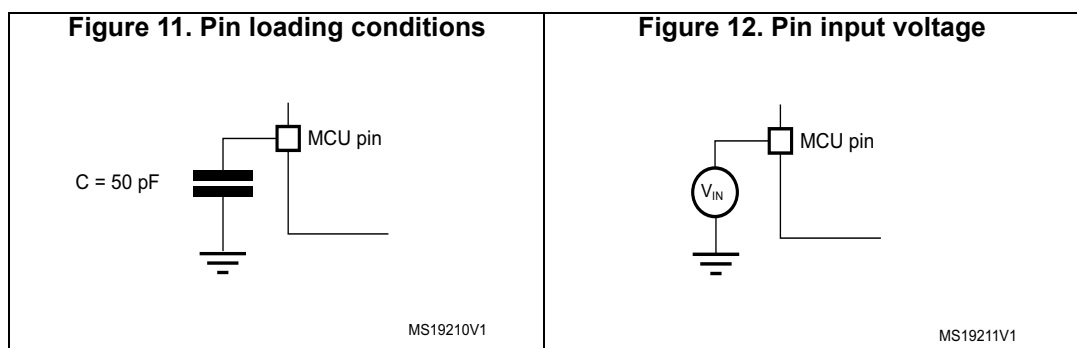 Figure 11. Pin loading conditions
MCU pin
C = 50 pF
MS19210V1
Figure 12. Pin input voltage
MCU pin
VIN
MS19211V1